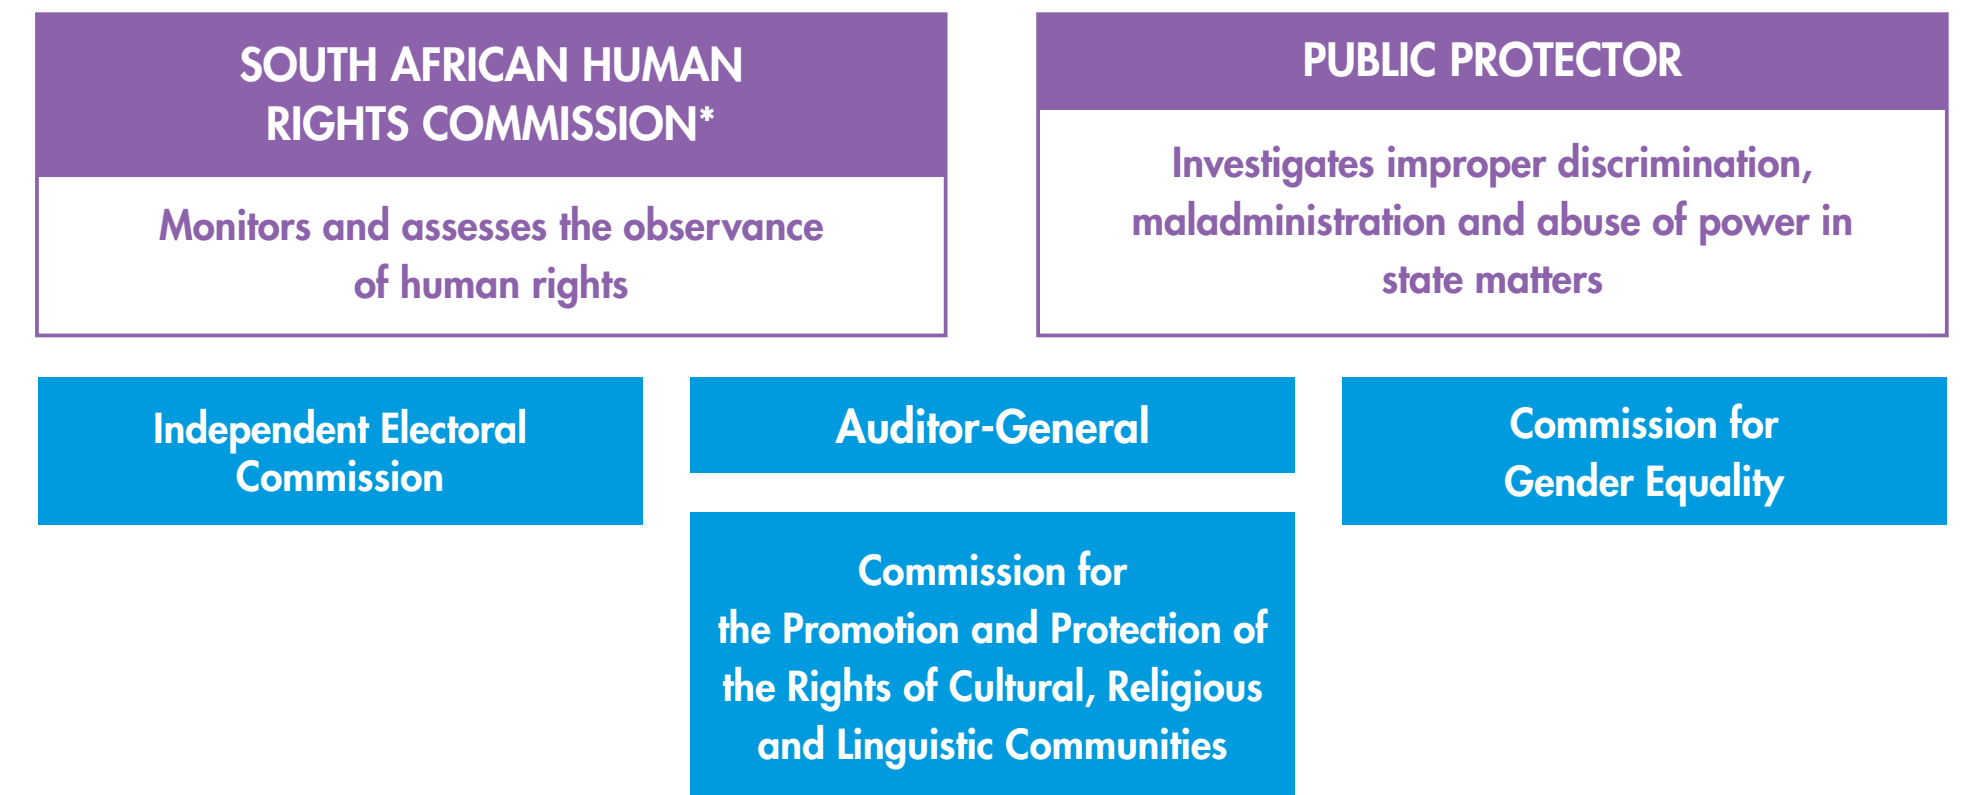 SOUTH AFRICAN HUMAN
RIGHTS COMMISSION*
Monitors and assesses the observance
of human rights
PUBLIC PROTECTOR
Investigates improper discrimination,
maladministration and abuse of power in
state matters
Independent Electoral
Commission
Auditor-General
Commission for
Gender Equality
Commission for
the Promotion and Protection of
the Rights of Cultural, Religious
and Linguistic Communities